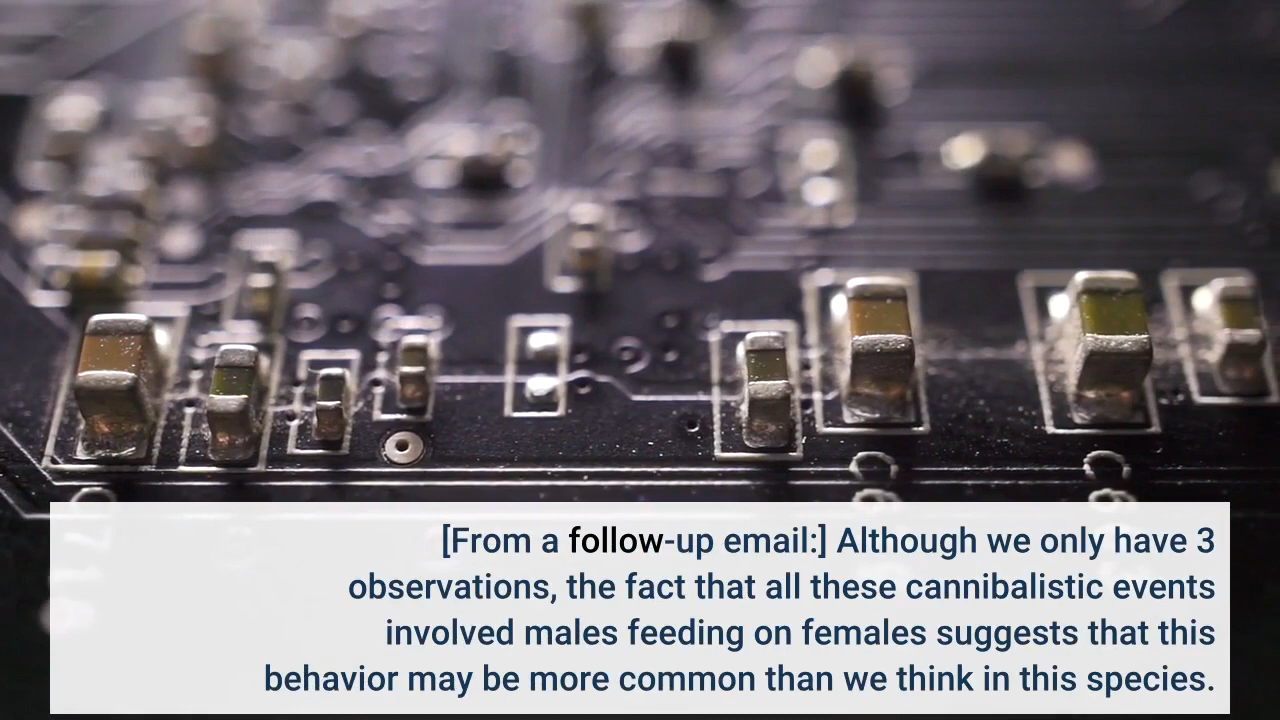 [From a follow-up email:] Although we only have 3
observations, the fact that all these cannibalistic events
involved males feeding on females suggests that this
behavior may be more common than we think in this species.